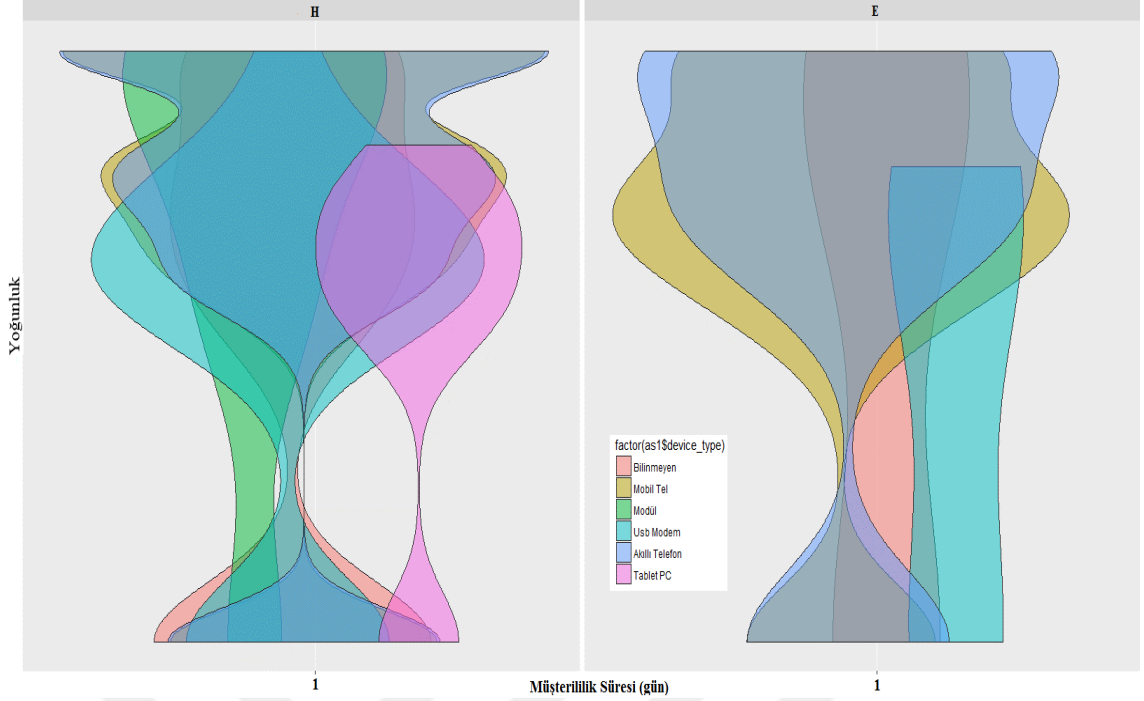 H
E
Yoğunluk
factor(as1$device_type)
Bilinmeyen
Mobil Tel
Modül
Usb Modem
Akıllı Telefon
Tablet PC
1
1
Müşterililik Süresi (gün)